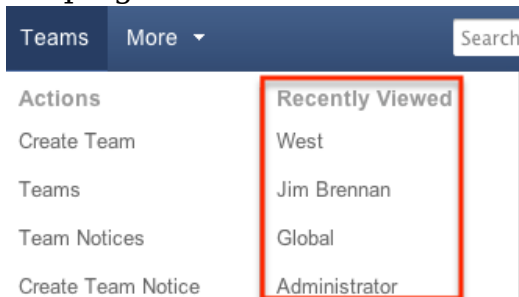 Teams More Search
Actions
Create Team
Teams
Team Notices
Create Team Notice
Recently Viewed
West
Jim Brennan
Global
Administrator